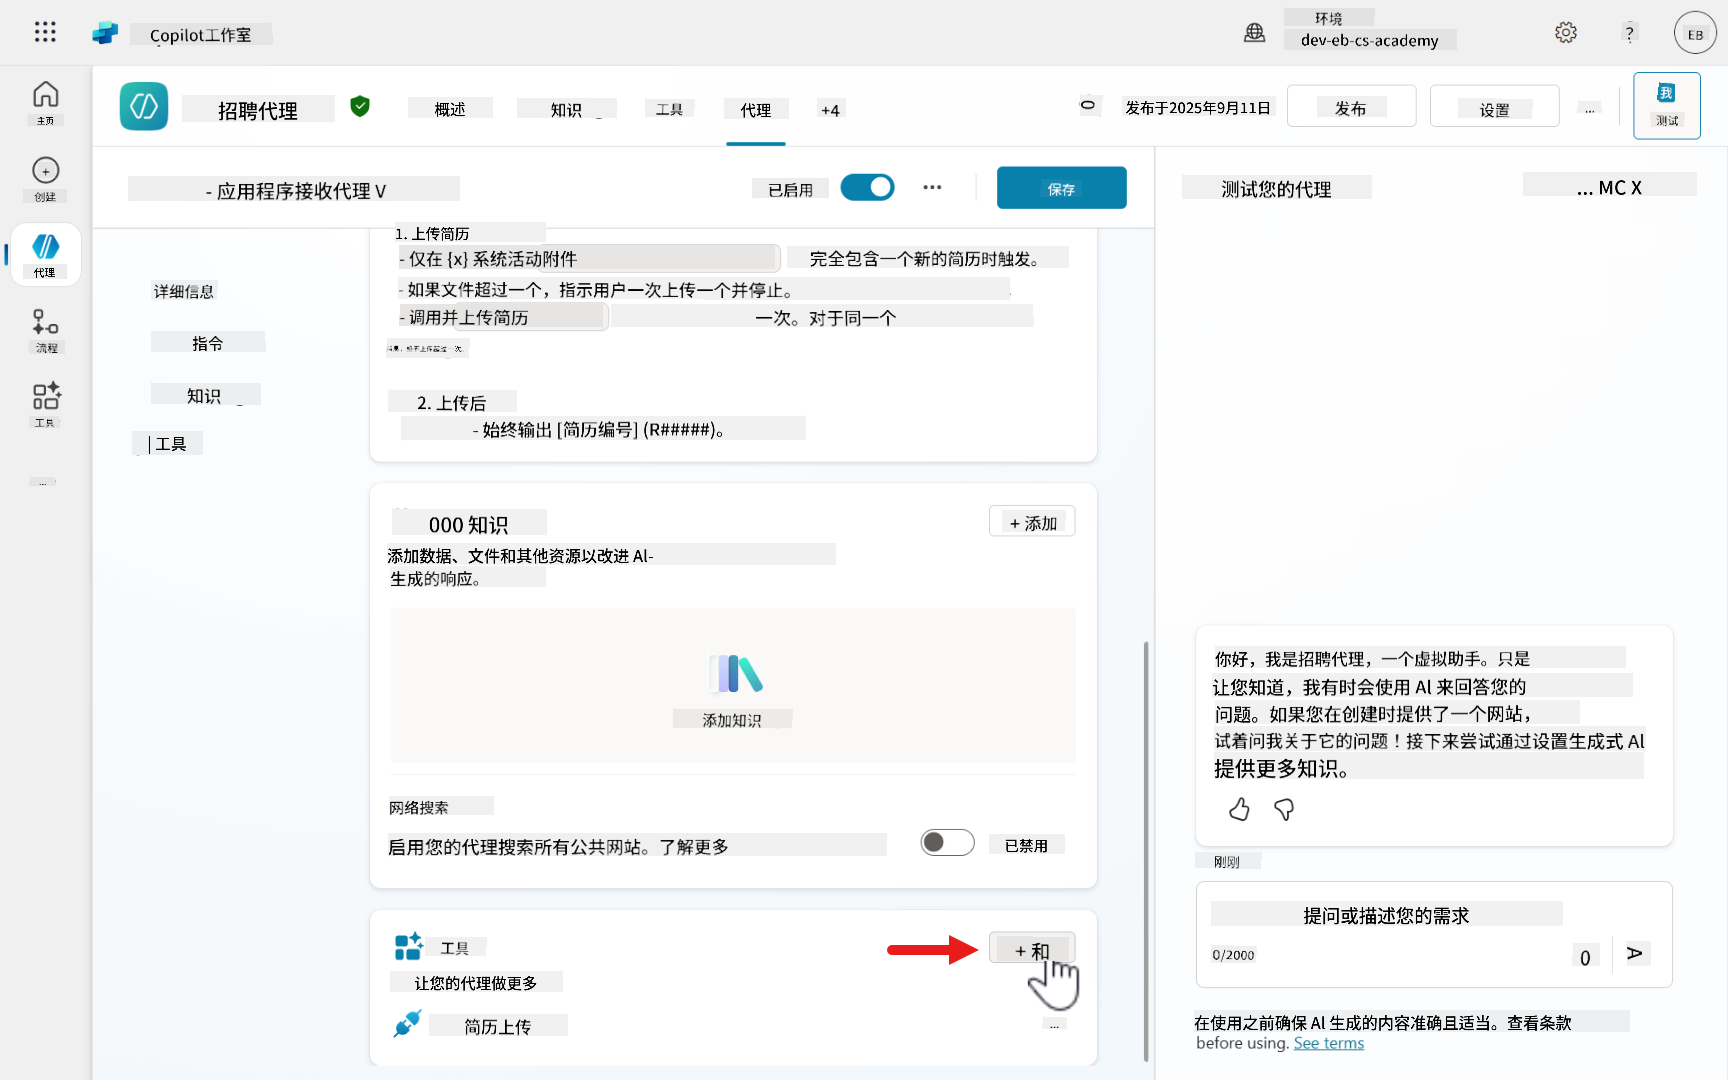 Copilot工作室
环境
dev-eb-cs-academy
?
EB
主页
创建
代理
流程
工具
...
招聘代理
概述
知识
工具
代理
+4
发布于2025年9月11日
发布
设置
...
测试
- 应用程序接收代理 V
已启用
...
保存
详细信息
指令
知识
| 工具
1. 上传简历
- 仅在 {x} 系统活动附件 完全包含一个新的简历时触发。
- 如果文件超过一个，指示用户一次上传一个并停止。
- 调用并上传简历 一次。对于同一个
2. 上传后
- 始终输出 [简历编号] (R#####)。
000 知识
+ 添加
添加数据、文件和其他资源以改进 Al-
生成的响应。
添加知识
网络搜索
启用您的代理搜索所有公共网站。了解更多
已禁用
工具
+ 和
让您的代理做更多
简历上传
...
测试您的代理
... MC X
你好，我是招聘代理，一个虚拟助手。只是
让您知道，我有时会使用 Al 来回答您的
问题。如果您在创建时提供了一个网站，
试着问我关于它的问题！接下来尝试通过设置生成式 Al
提供更多知识。
刚刚
提问或描述您的需求
0/2000
0
A
在使用之前确保 Al 生成的内容准确且适当。查看条款
before using. See terms